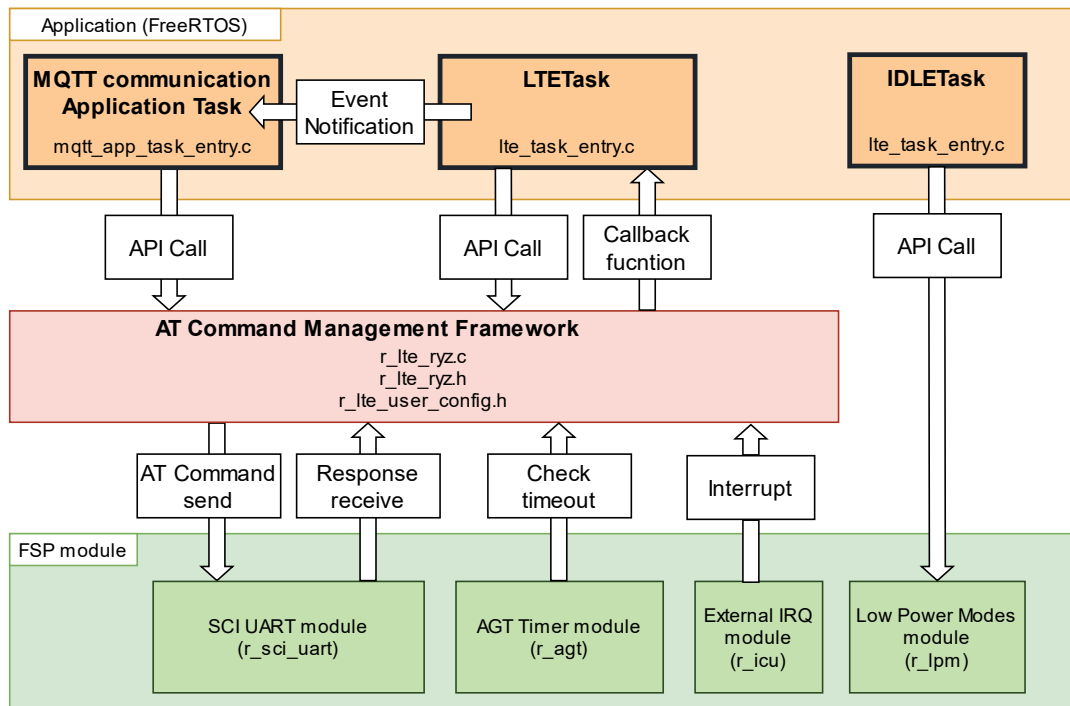 Application (FreeRTOS)
MQTT communication
Application Task
mqtt_app_task_entry.c
Event
Notification
LTETask
lte_task_entry.c
IDLETask
lte_task_entry.c
API Call
API Call
Callback
fucntion
API Call
AT Command Management Framework
r_lte_ryz.c
r_lte_ryz.h
r_lte_user_config.h
AT Command
send
Response
receive
Check
timeout
Interrupt
FSP module
SCI UART module
(r_sci_uart)
AGT Timer module
(r_agt)
External IRQ
module
(r_icu)
Low Power Modes
module
(r_lpm)